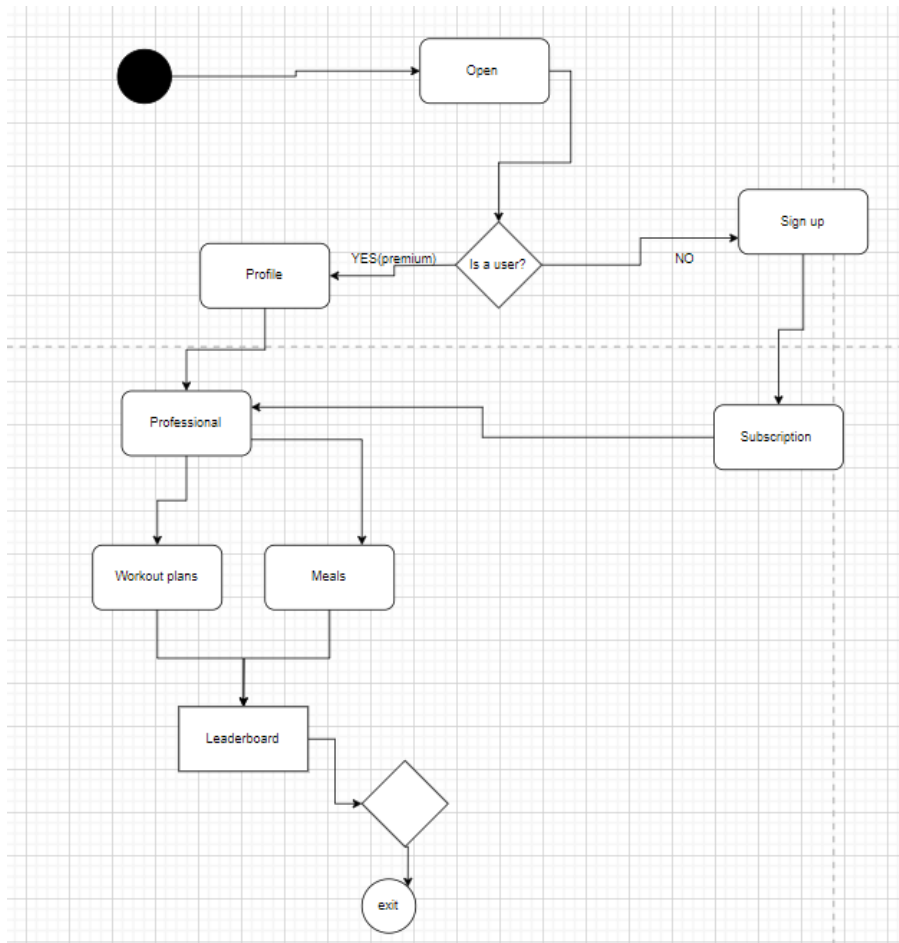 Open
Sign up
Is a user?
YES(premium)
NO
Profile
Professional
Subscription
Workout plans
Meals
Leaderboard
exit